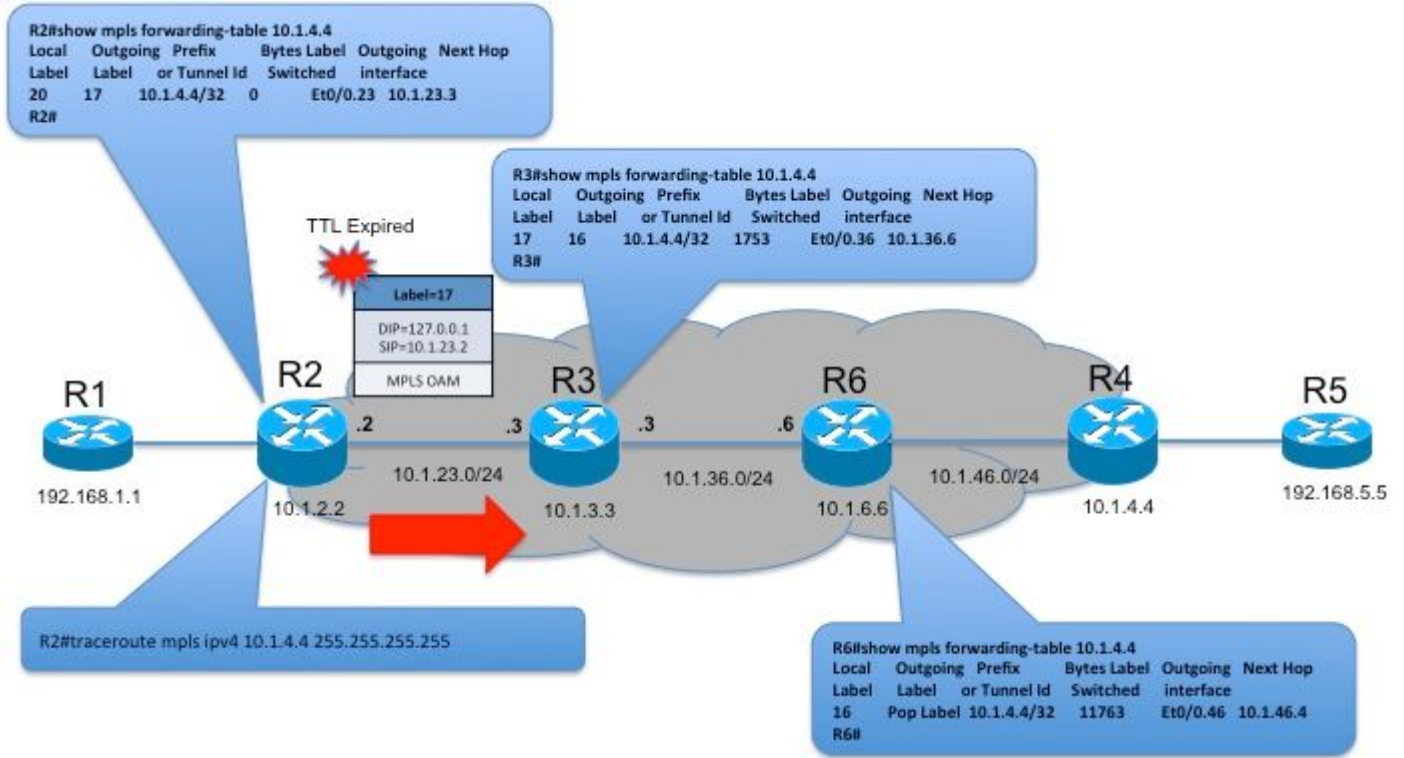 R2#show mpls forwarding-table 10.1.4.4
Local Outgoing Prefix Bytes Label Outgoing Next Hop
Label Label or Tunnel Id Switched interface
20 17 10.1.4.4/32 0 Et0/0.23 10.1.23.3
R2#
R3#show mpls forwarding-table 10.1.4.4
Local Outgoing Prefix Bytes Label Outgoing Next Hop
Label Label or Tunnel Id Switched interface
17 16 10.1.4.4/32 1753 Et0/0.36 10.1.36.6
R3#
TTL Expired
Label=17
DIP=127.0.0.1
SIP=10.1.23.2
MPLS OAM
R1
R2
R3
R6
R4
R5
.2
.3
.3
.6
10.1.23.0/24
10.1.36.0/24
10.1.46.0/24
192.168.1.1
10.1.2.2
10.1.3.3
10.1.6.6
10.1.4.4
192.168.5.5
R2#traceroute mpls ipv4 10.1.4.4 255.255.255.255
R6#show mpls forwarding-table 10.1.4.4
Local Outgoing Prefix Bytes Label Outgoing Next Hop
Label Label or Tunnel Id Switched interface
16 Pop Label 10.1.4.4/32 11763 Et0/0.46 10.1.46.4
R6#